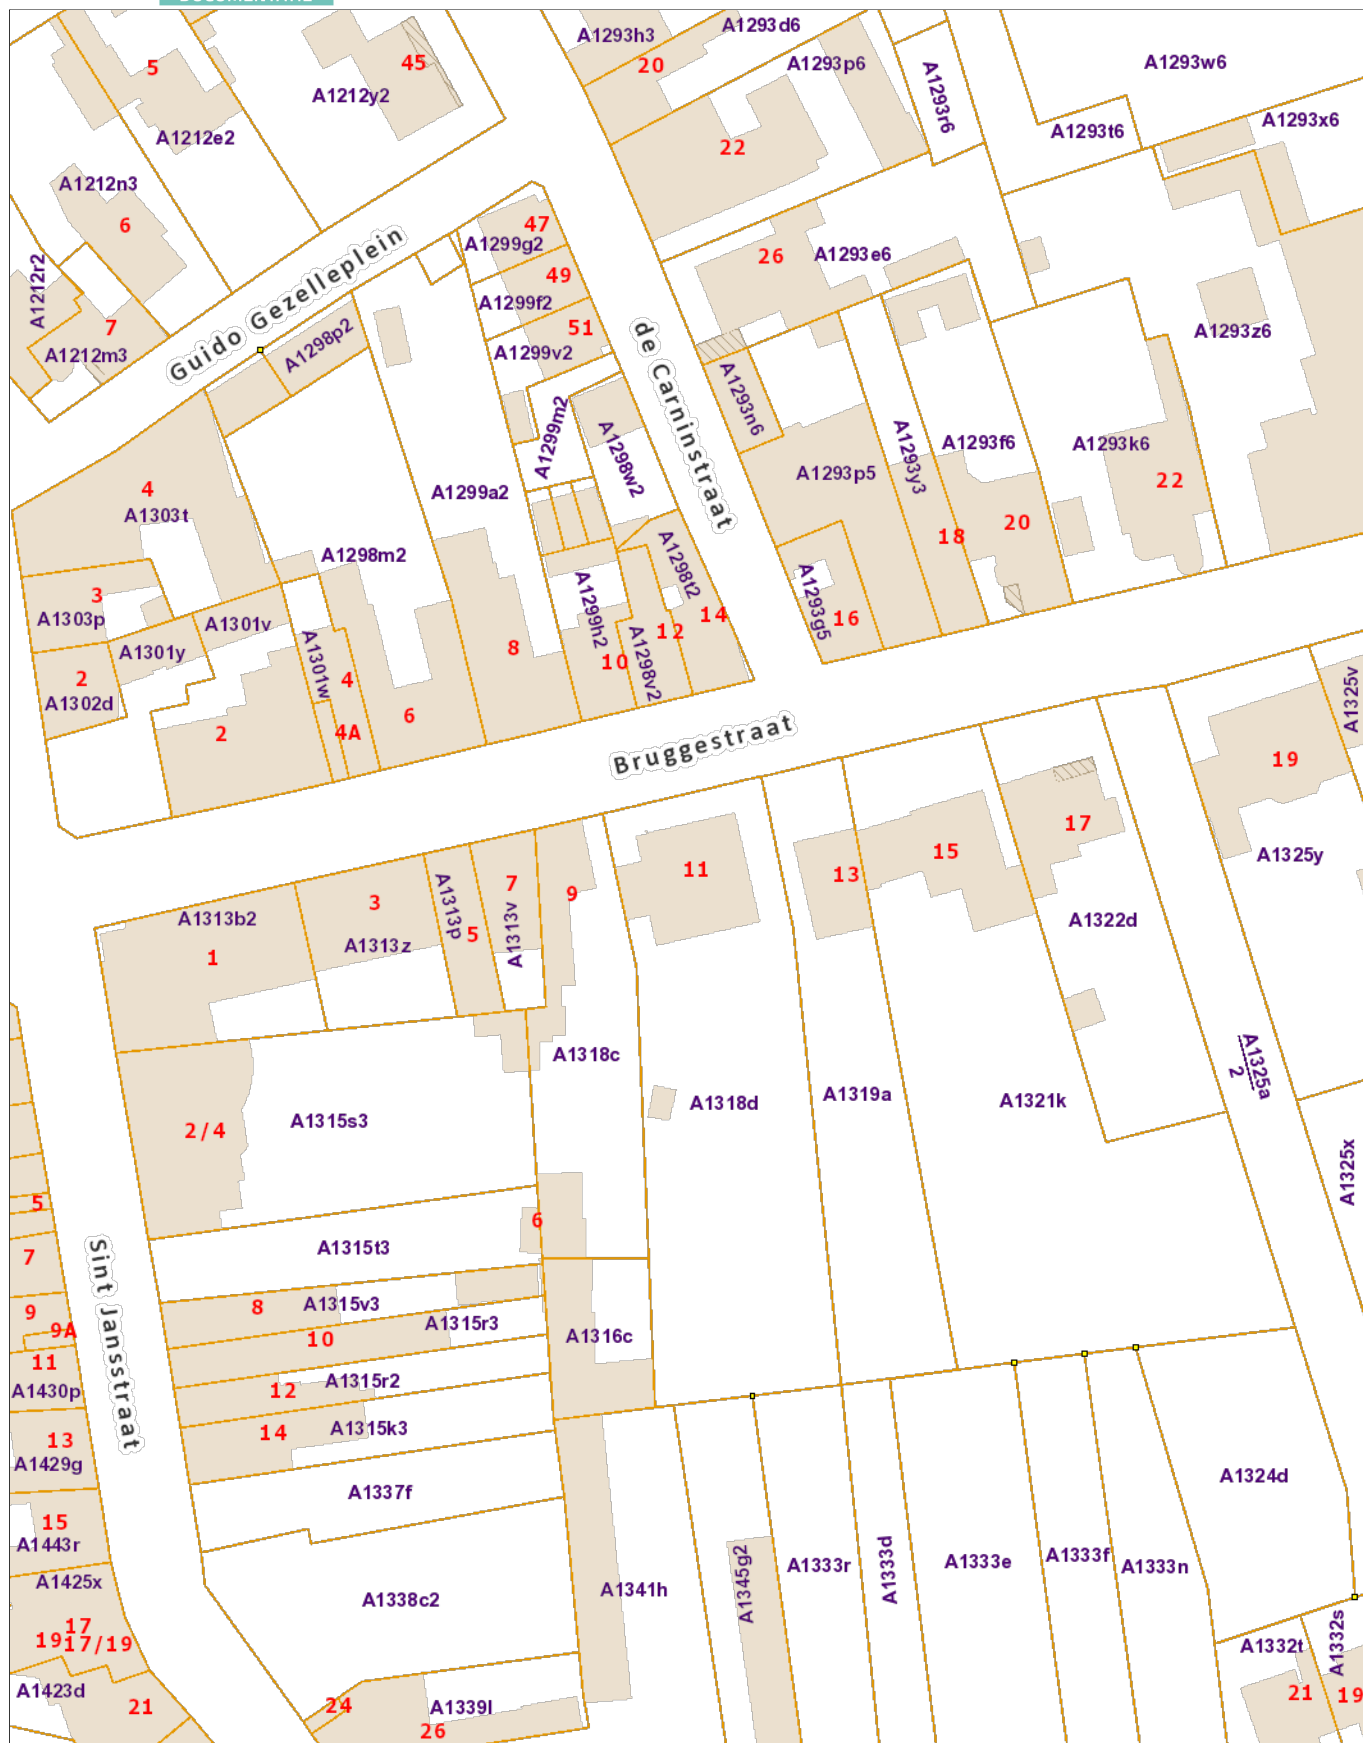 A1293h3
A1293d6
20
A1293p6
A1293w6
5
45
A1212y2
A1293r6
A1293t6
A1293x6
A1212e2
22
A1212n3
6
47
A1299g2
26
A1293e6
Guido Gezelleplein
A1212r2
49
A1299f2
7
A1212m3
A1298p2
51
A1299v2
de Carninstraat
A1293z6
A1293n6
A1299m2
A1298w2
A1293y3
A1293f6
A1293k6
A1293p5
22
4
A1303t
A1299a2
20
18
A1298m2
A1298t2
3
A1303p
A1299h2
A1293g5
16
14
A1301v
A1301y
A1301w
8
12
10
A1298v2
2
A1302d
4
6
2
4A
Bruggestraat
A1325v
19
17
15
13
11
A1325y
A1313b2
3
A1313p
7
9
A1313v
A1313z
5
1
A1322d
A1318c
A1325a
2
A1318d
A1319a
A1321k
2/4
A1315s3
A1325x
5
6
A1315t3
7
Sint Jansstraat
8
A1315v3
9
9A
10
A1315r3
A1316c
11
A1430p
12
A1315r2
14
A1315k3
13
A1429g
A1337f
A1324d
15
A1443r
A1425x
A1338c2
A1341h
A1345g2
A1333r
A1333d
A1333e
A1333f
A1333n
17
19
17/19
A1332t
A1332s
A1423d
21
24
A1339l
26
21
19